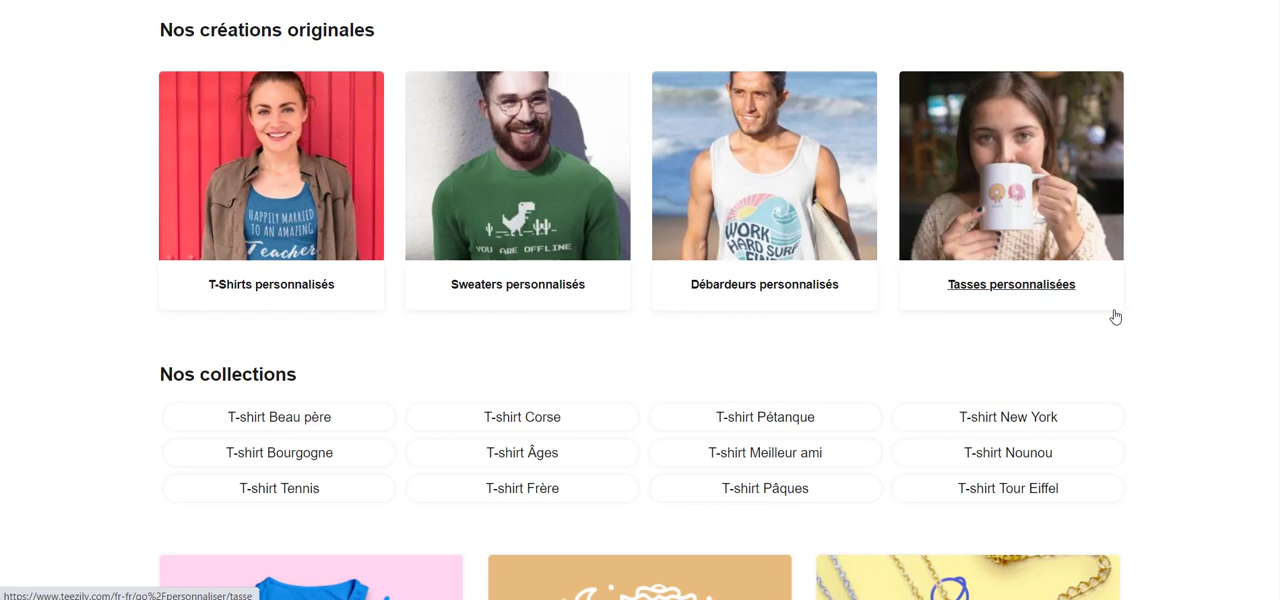 Nos créations originales
HAPPILY MARRIED
TO AN AMAZING
Teacher
YOU ARE OFFLINE
WORK
HARD SURF
T-Shirts personnalisés
Sweaters personnalisés
Débardeurs personnalisés
Tasses personnalisées
Nos collections
T-shirt Beau père
T-shirt Corse
T-shirt Pétanque
T-shirt New York
T-shirt Bourgogne
T-shirt Âges
T-shirt Meilleur ami
T-shirt Nounou
T-shirt Tennis
T-shirt Frère
T-shirt Pâques
T-shirt Tour Eiffel
https://www.teezily.com/fr-fr/go%2Fpersonnaliser/tasse